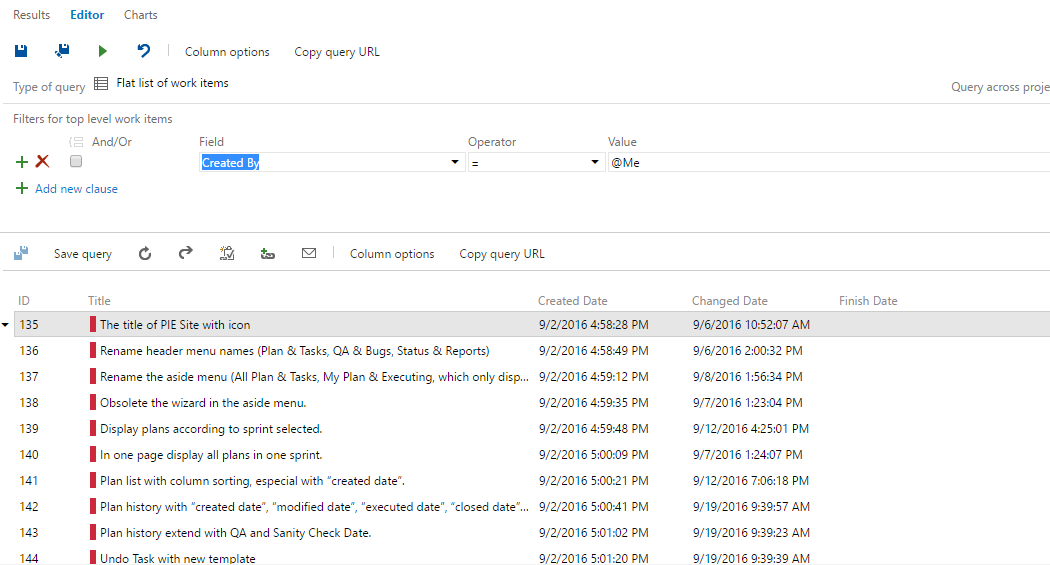 Results Editor Charts
Column options Copy query URL
Type of query Flat list of work items Query across proje
Filters for top level work items
And/Or Field Operator Value
Created By = @Me
Add new clause
Save query Column options Copy query URL
ID Title Created Date Changed Date Finish Date
135 The title of PIE Site with icon 9/2/2016 4:58:28 PM 9/6/2016 10:52:07 AM
136 Rename header menu names (Plan & Tasks, QA & Bugs, Status & Reports) 9/2/2016 4:58:49 PM 9/6/2016 2:00:32 PM
137 Rename the aside menu (All Plan & Tasks, My Plan & Executing, which only disp... 9/2/2016 4:59:12 PM 9/8/2016 1:56:34 PM
138 Obsolete the wizard in the aside menu. 9/2/2016 4:59:35 PM 9/7/2016 1:23:04 PM
139 Display plans according to sprint selected. 9/2/2016 4:59:48 PM 9/12/2016 4:25:01 PM
140 In one page display all plans in one sprint. 9/2/2016 5:00:09 PM 9/7/2016 1:24:07 PM
141 Plan list with column sorting, especial with “created date”. 9/2/2016 5:00:21 PM 9/12/2016 7:06:18 PM
142 Plan history with “created date”, “modified date”, “executed date”, “closed date”... 9/2/2016 5:00:41 PM 9/19/2016 9:39:57 AM
143 Plan history extend with QA and Sanity Check Date. 9/2/2016 5:01:02 PM 9/19/2016 9:39:23 AM
144 Undo Task with new template 9/2/2016 5:01:20 PM 9/19/2016 9:39:39 AM